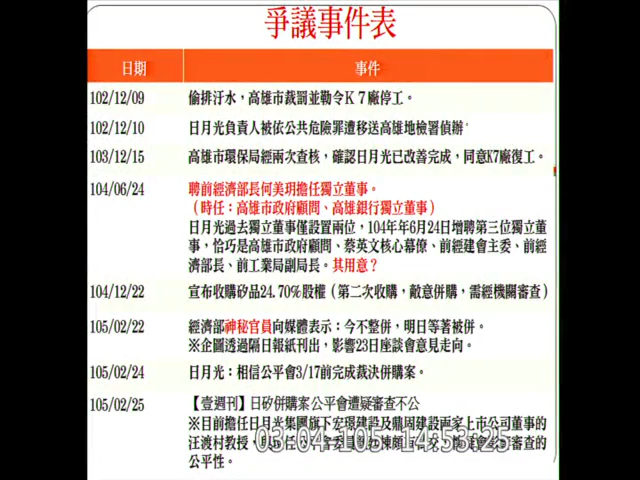 爭議事件表
日期 事件
102/12/09 偷排汙水，高雄市裁罰並勒令K7廠停工。
102/12/10 日月光負責人被依公共危險罪遭移送高雄地檢署偵辦。
103/12/15 高雄市環保局經兩次查核，確認日月光已改善完成，同意K7廠復工。
104/06/24 聘前經濟部長何美玥擔任獨立董事。
（時任：高雄市政府顧問、高雄銀行獨立董事）
日月光過去獨立董事僅設置兩位，104年年6月24日增聘第三位獨立董
事，恰巧是高雄市政府顧問、蔡英文核心幕僚、前經建會主委、前經
濟部長、前工業局副局長。其用意？
104/12/22 宣布收購矽品24.70%股權（第二次收購，敵意併購，需經機關審查）
105/02/22 經濟部神秘官員向媒體表示：今不整併，明日等著被併。
※企圖透過隔日報紙刊出，影響23日座談會意見走向。
105/02/24 日月光：相信公平會3/17前完成裁決併購案。
105/02/25 【壹週刊】日矽併購案公平會遭疑審查不公
※目前擔任日月光集團旗下宏璟建設及鼎固建設両家上市公司董事的
汪渡村教授，
審查的
公平性。
03 04 105 14:53:25